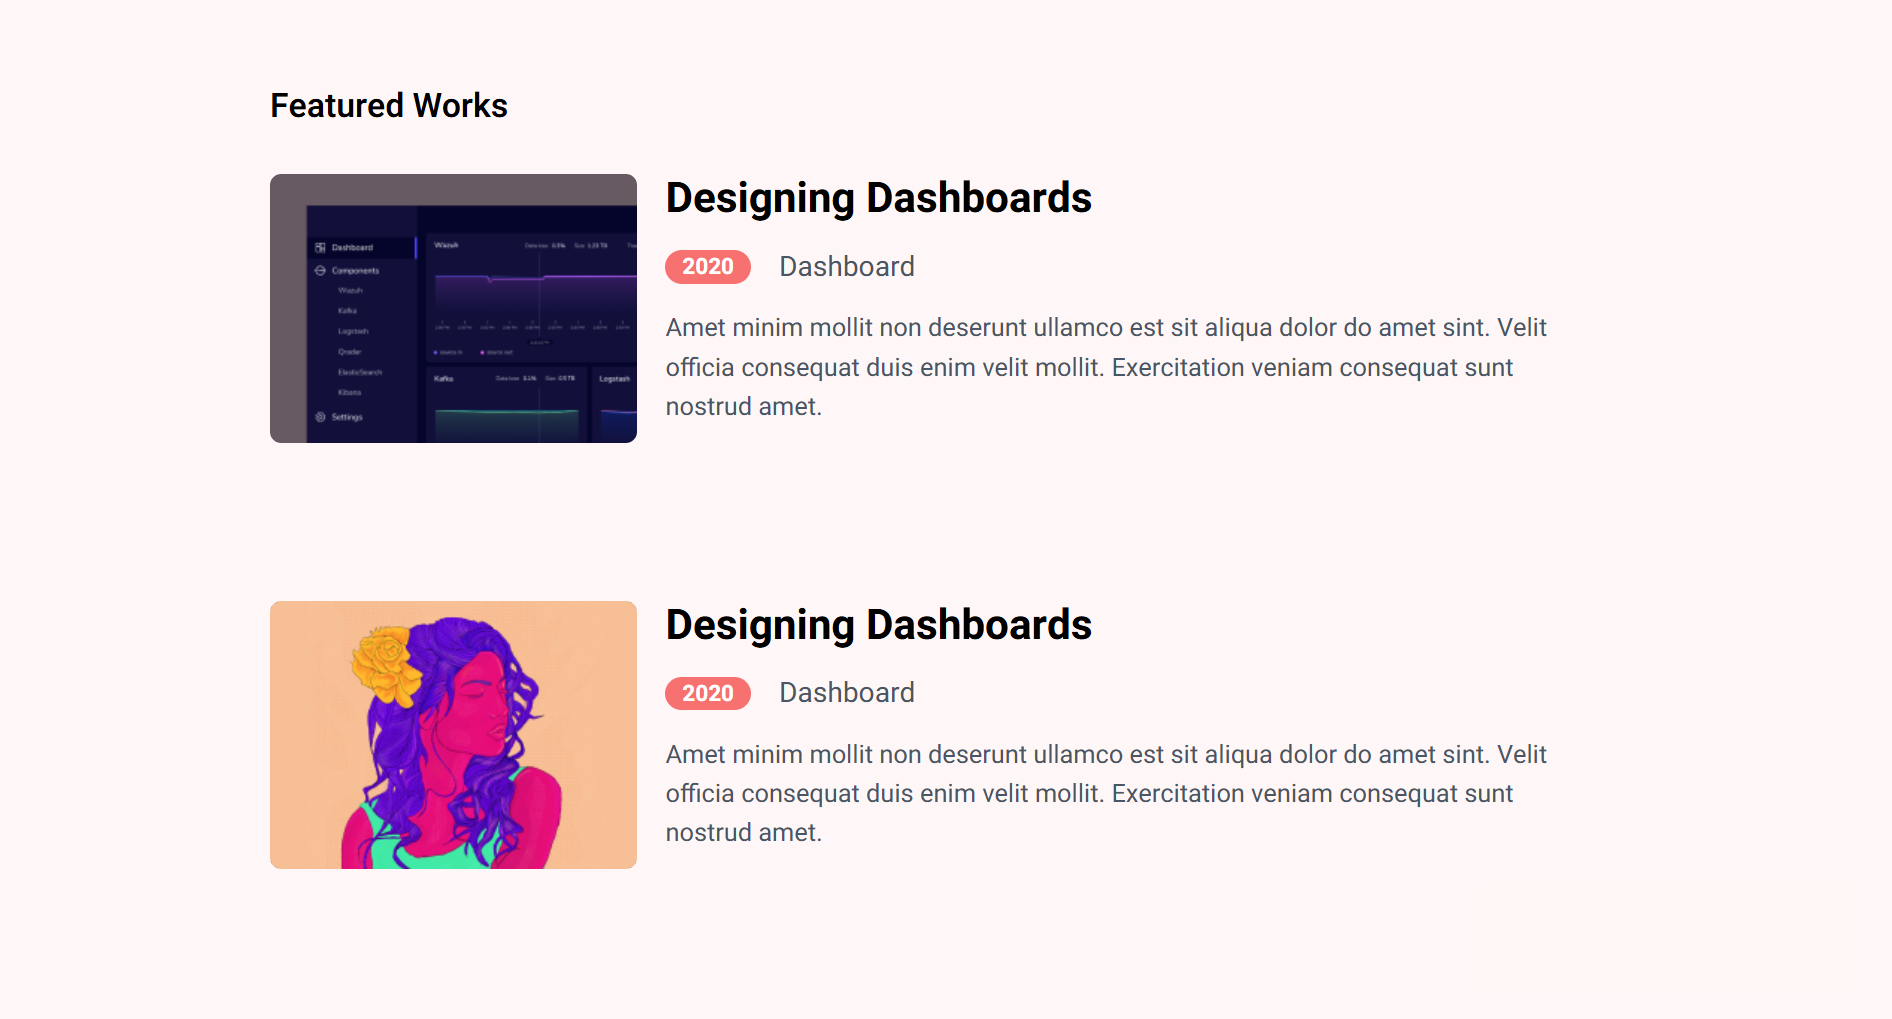 Featured Works
Designing Dashboards
2020 Dashboard
Amet minim mollit non deserunt ullamco est sit aliqua dolor do amet sint. Velit
officia consequat duis enim velit mollit. Exercitation veniam consequat sunt
nostrud amet.
Dashboard
Components
Wazuh
Kafka
Logstash
Qradar
ElasticSearch
Kibana
Settings
Wazuh
Kafka
Logstash
Designing Dashboards
2020 Dashboard
Amet minim mollit non deserunt ullamco est sit aliqua dolor do amet sint. Velit
officia consequat duis enim velit mollit. Exercitation veniam consequat sunt
nostrud amet.